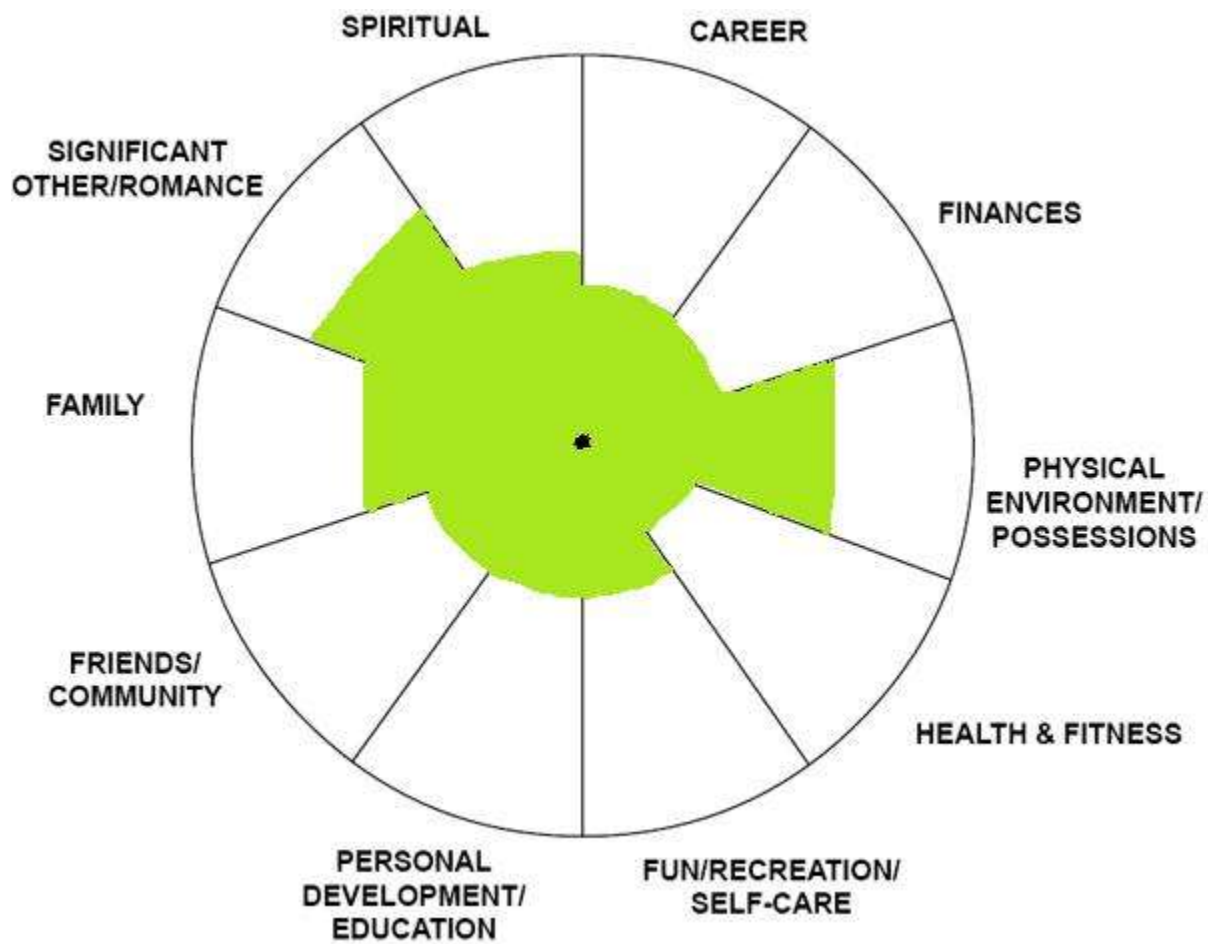 SPIRITUAL
CAREER
SIGNIFICANT
OTHER/ROMANCE
FINANCES
FAMILY
PHYSICAL
ENVIRONMENT/
POSSESSIONS
FRIENDS/
COMMUNITY
HEALTH & FITNESS
PERSONAL
DEVELOPMENT/
EDUCATION
FUN/RECREATION/
SELF-CARE